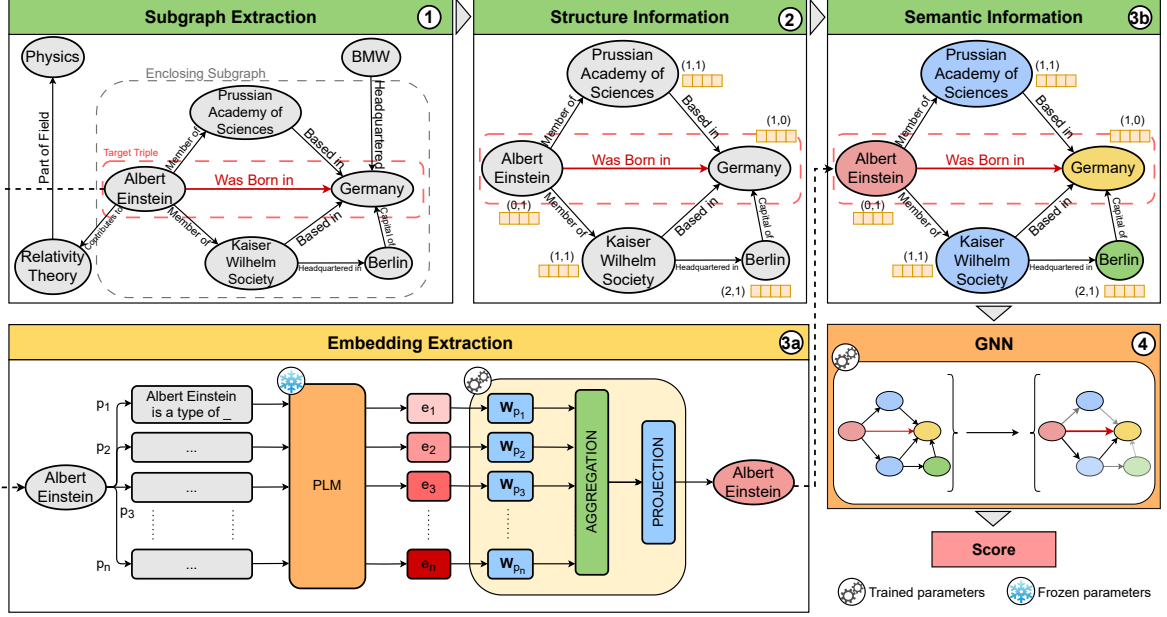 Subgraph Extraction
1
Physics
BMW
Enclosing Subgraph
Prussian
Academy of
Sciences
Part of Field
Headquartered
Member of
Based in
Target Triple
Albert
Einstein
Was Born in
Germany
Contributes to
Member of
Based in
Capital of
Relativity
Theory
Kaiser
Wilhelm
Society
Headquartered in
Berlin
Structure Information
2
Prussian
Academy of
Sciences
(1,1)
Member of
Based in
(1,0)
Albert
Einstein
Was Born in
Germany
(0,1)
Member of
Based in
Capital of
Kaiser
Wilhelm
Society
(1,1)
Headquartered in
Berlin
(2,1)
Semantic Information
3b
Prussian
Academy of
Sciences
(1,1)
Member of
Based in
(1,0)
Albert
Einstein
Was Born in
Germany
(0,1)
Member of
Based in
Capital of
Kaiser
Wilhelm
Society
(1,1)
Headquartered in
Berlin
(2,1)
Embedding Extraction
3a
Albert
Einstein
p1
Albert Einstein
is a type of _
p2
...
p3
...
pn
...
PLM
e1
e2
e3
en
Wp1
Wp2
Wp3
Wpn
AGGREGATION
PROJECTION
Albert
Einstein
GNN
4
Score
Trained parameters
Frozen parameters